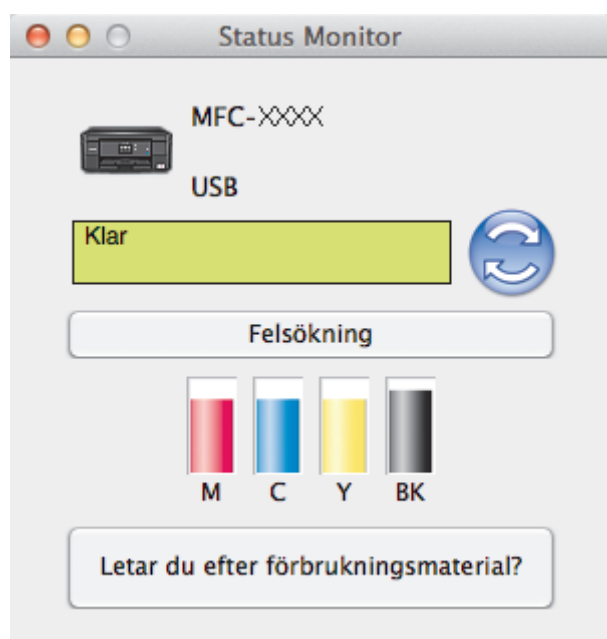 Status Monitor
MFC-XXXX
USB
Klar
Felsökning
M C Y BK
Letar du efter förbrukningsmaterial?